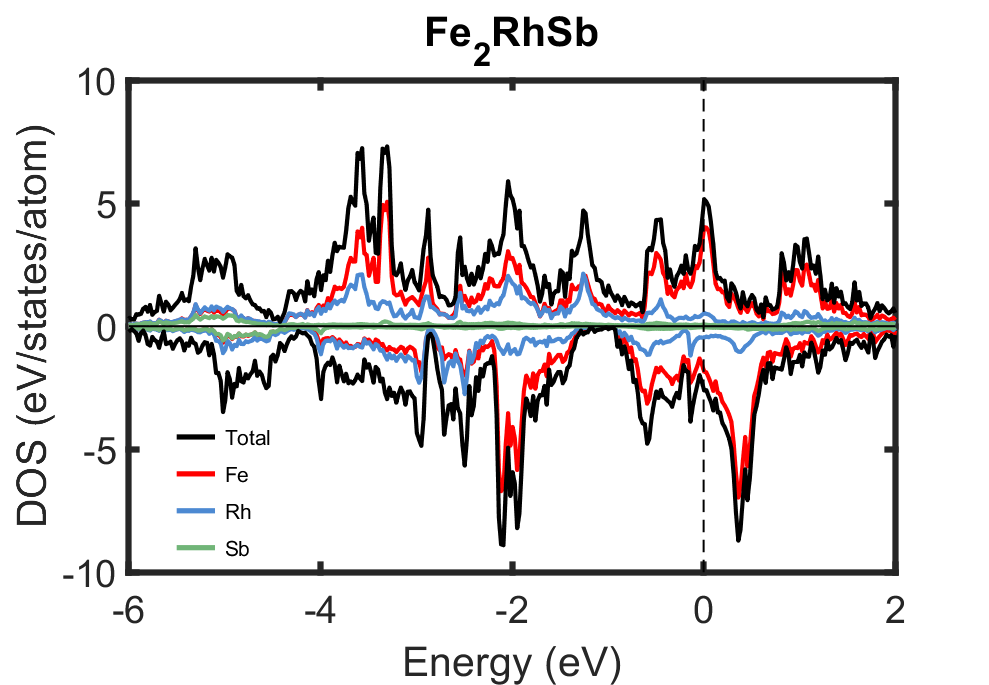 Fe₂RhSb
10
5
0
-5
-10
DOS (eV/states/atom)
Total
Fe
Rh
Sb
-6 -4 -2 0 2
Energy (eV)